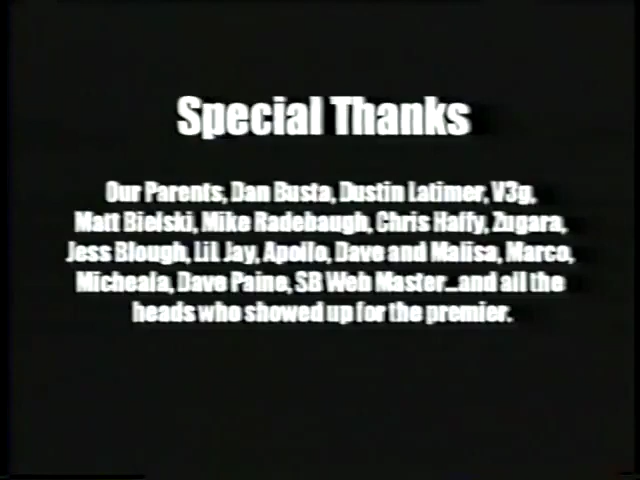 Special Thanks
Our Parents, Dan Busta, Dustin Latimer, V3g,
Matt Bielski, Mike Radebaugh, Chris Haffy, Zugara,
Jess Blough, Lil Jay, Apollo, Dave and Malisa, Marco,
Micheala, Dave Paine, SB Web Master...and all the
heads who showed up for the premier.